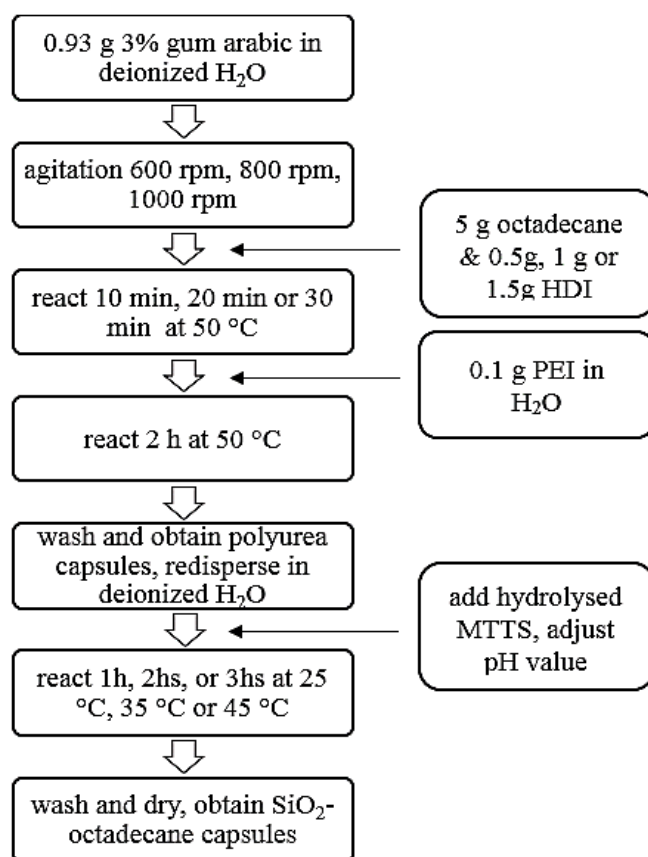 0.93 g 3% gum arabic in
deionized H₂O
agitation 600 rpm, 800 rpm,
1000 rpm
5 g octadecane
& 0.5g, 1 g or
1.5g HDI
react 10 min, 20 min or 30
min at 50 °C
0.1 g PEI in
H₂O
react 2 h at 50 °C
wash and obtain polyurea
capsules, redisperse in
deionized H₂O
add hydrolysed
MTTS, adjust
pH value
react 1h, 2hs, or 3hs at 25
°C, 35 °C or 45 °C
wash and dry, obtain SiO₂-
octadecane capsules